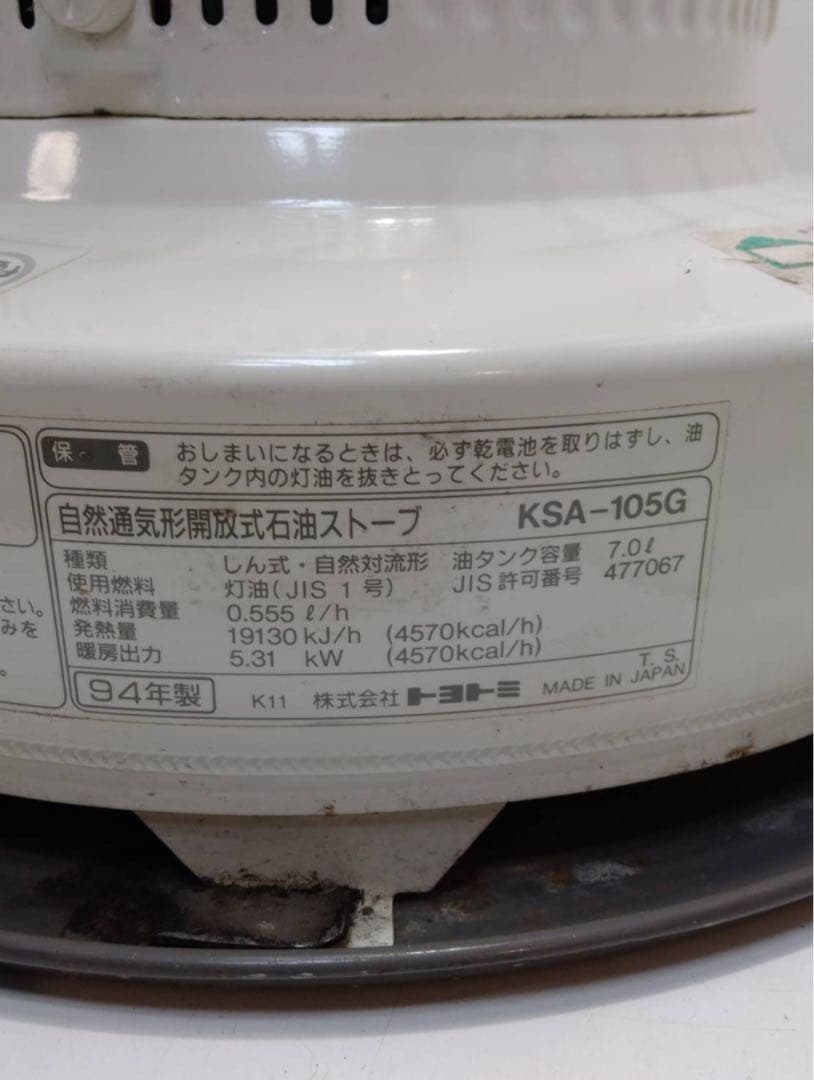 保管 おしまいになるときは、必ず乾電池を取りはずし、油
タンク内の灯油を抜きとってください。
自然通気形開放式石油ストーブ KSA-105G
種類 しん式・自然対流形 油タンク容量 7.0ℓ
使用燃料 灯油(JIS 1号) JIS許可番号 477067
燃料消費量 0.555 ℓ/h
発熱量 19130kJ/h (4570kcal/h)
暖房出力 5.31 kW (4570kcal/h)
94年製 K11 株式会社 トヨトミ MADE IN JAPAN
T. S.
さい。
みを
。